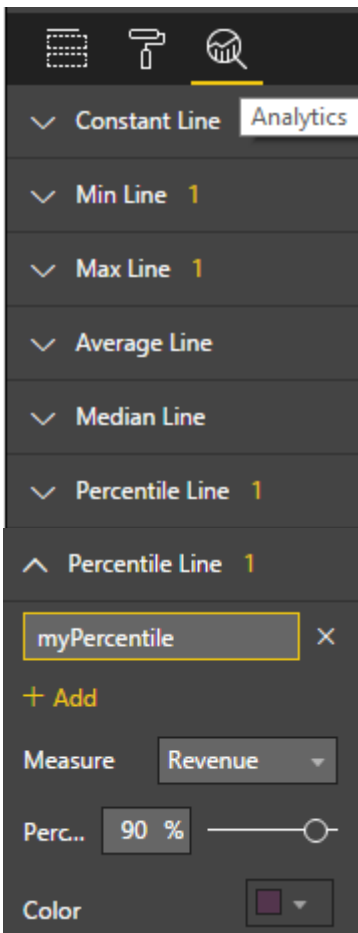 Constant Line Analytics
Min Line 1
Max Line 1
Average Line
Median Line
Percentile Line 1
Percentile Line 1
myPercentile
+ Add
Measure Revenue
Perc... 90 %
Color